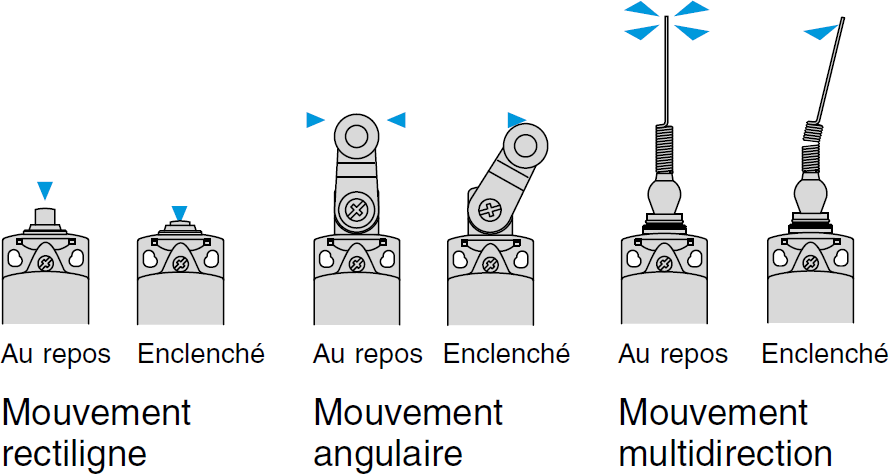 Au repos Enclenché Au repos Enclenché Au repos Enclenché
Mouvement rectiligne
Mouvement angulaire
Mouvement multidirection